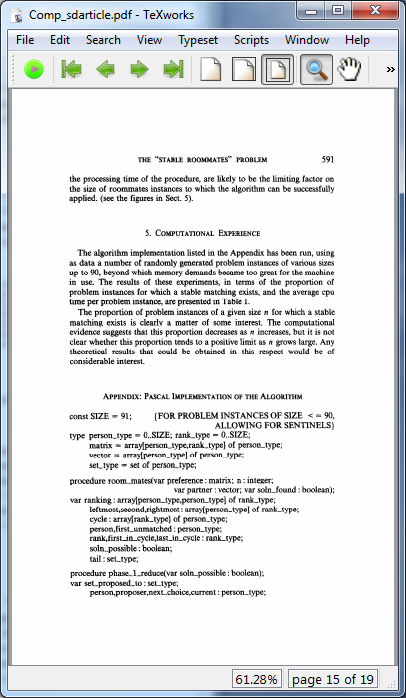 Comp_sdarticle.pdf - TeXworks
File Edit Search View Typeset Scripts Window Help
»
THE "STABLE ROOMMATES" PROBLEM 591
the processing time of the procedure, are likely to be the limiting factor on
the size of roommates instances to which the algorithm can be successfully
applied. (see the figures in Sect. 5).
5. COMPUTATIONAL EXPERIENCE
The algorithm implementation listed in the Appendix has been run, using
as data a number of randomly generated problem instances of various sizes
up to 90, beyond which memory demands became too great for the machine
in use. The results of these experiments, in terms of the proportion of
problem instances for which a stable matching exists, and the average cpu
time per problem instance, are presented in Table 1.
The proportion of problem instances of a given size n for which a stable
matching exists is clearly a matter of some interest. The computational
evidence suggests that this proportion decreases as n increases, but it is not
clear whether this proportion tends to a positive limit as n grows large. Any
theoretical results that could be obtained in this respect would be of
considerable interest.
APPENDIX: PASCAL IMPLEMENTATION OF THE ALGORITHM
const SIZE = 91; {FOR PROBLEM INSTANCES OF SIZE < = 90,
ALLOWING FOR SENTINELS}
type person_type = 0..SIZE; rank_type = 0..SIZE;
matrix = array[person_type,rank_type] of person_type;
vector = array[person_type] of person_type;
set_type = set of person_type;
procedure room_mates(var preference : matrix; n : integer;
var partner : vector; var soln_found : boolean);
var ranking : array[person_type,person_type] of rank_type;
leftmost,second,rightmost : array[person_type] of rank_type;
cycle : array[rank_type] of person_type;
person,first_unmatched : person_type;
rank,first_in_cycle,last_in_cycle : rank_type;
soln_possible : boolean;
tail : set_type;
procedure phase_1_reduce(var soln_possible : boolean);
var set_proposed_to : set_type;
person,proposer,next_choice,current : person_type;
61.28% page 15 of 19